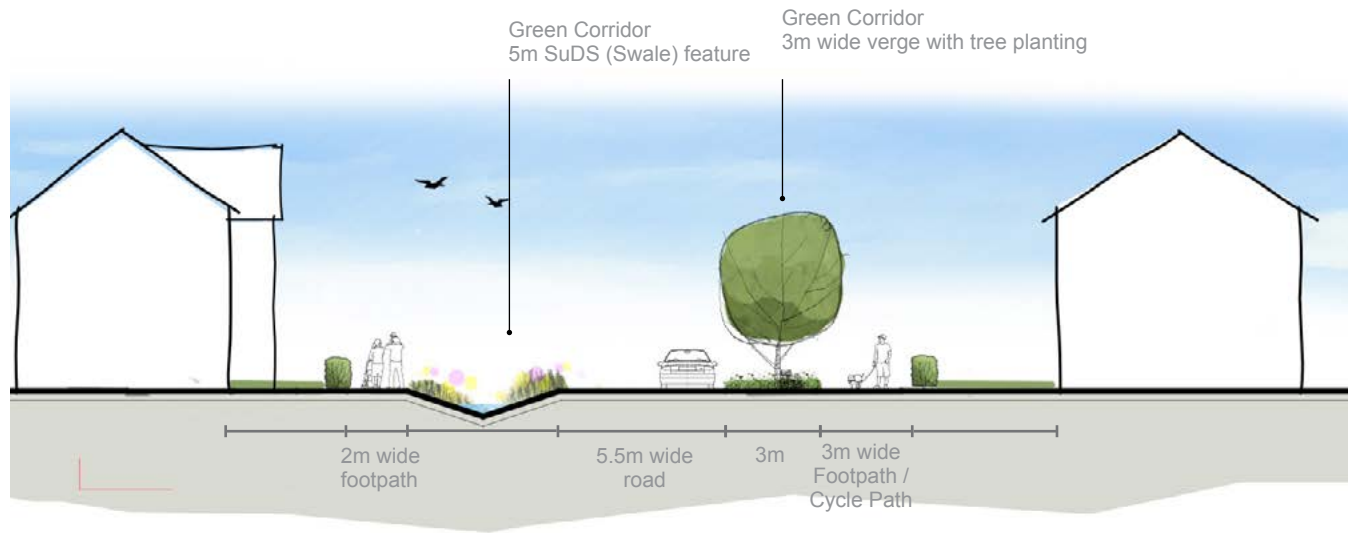 Green Corridor
5m SuDS (Swale) feature
Green Corridor
3m wide verge with tree planting
2m wide
footpath
5.5m wide
road
3m
3m wide
Footpath /
Cycle Path